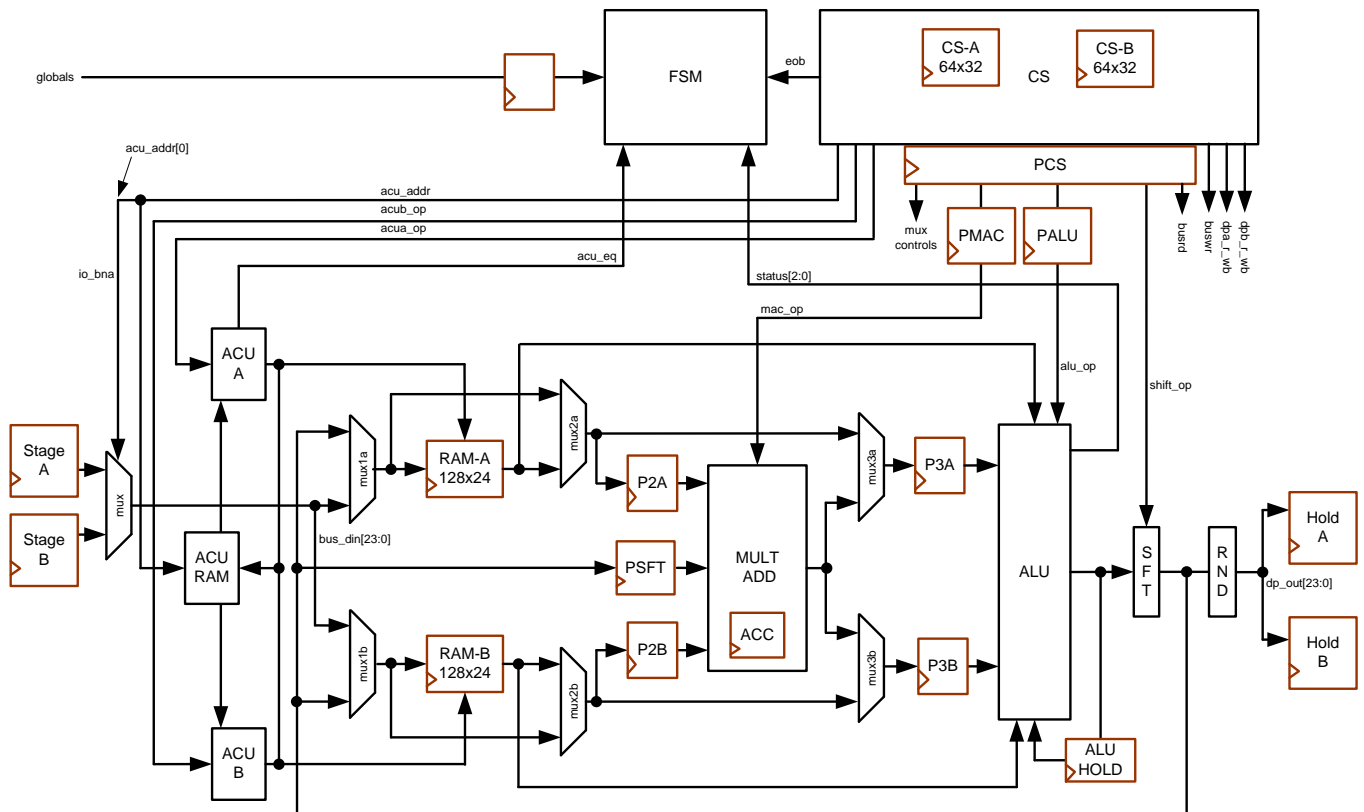 globals
FSM
eob
CS-A
64x32
CS-B
64x32
CS
acu_addr[0]
PCS
acu_addr
acub_op
acua_op
mux
controls
PMAC
PALU
busrd
buswr
dpa_r_wb
dpb_r_wb
io_bna
acu_eq
status[2:0]
mac_op
alu_op
shift_op
ACU
A
Stage
A
Stage
B
mux
mux1a
RAM-A
128x24
mux2a
P2A
mux3a
P3A
bus_din[23:0]
ACU
RAM
PSFT
MULT
ADD
ACC
ALU
S
F
T
R
N
D
dp_out[23:0]
Hold
A
Hold
B
mux1b
RAM-B
128x24
mux2b
P2B
mux3b
P3B
ACU
B
ALU
HOLD